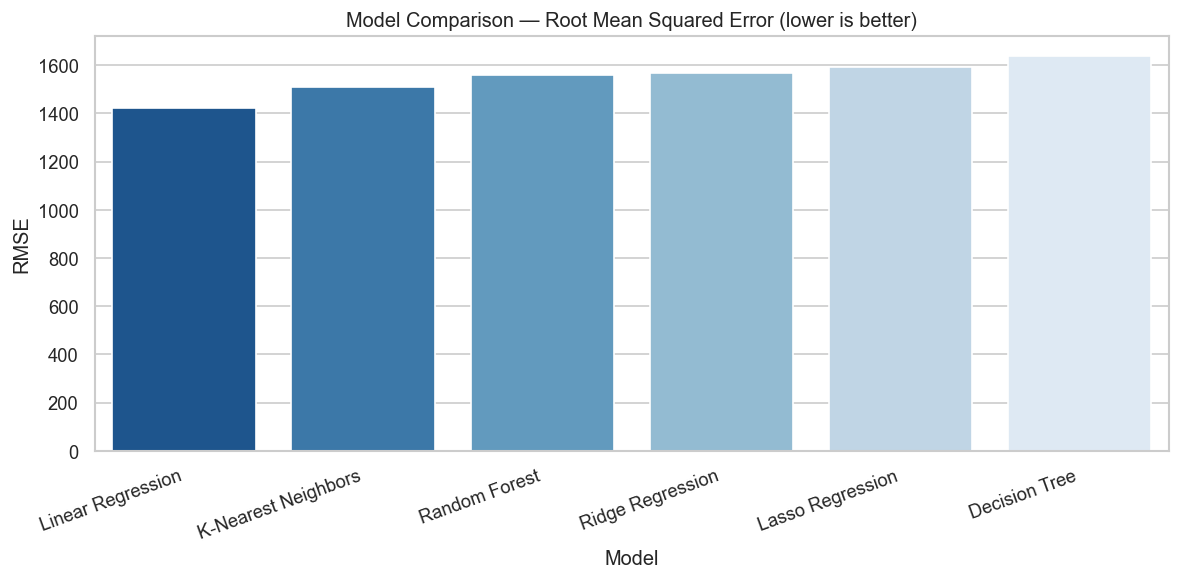 Model Comparison — Root Mean Squared Error (lower is better)
RMSE
1600
1400
1200
1000
800
600
400
200
0
Linear Regression
K-Nearest Neighbors
Random Forest
Ridge Regression
Lasso Regression
Decision Tree
Model